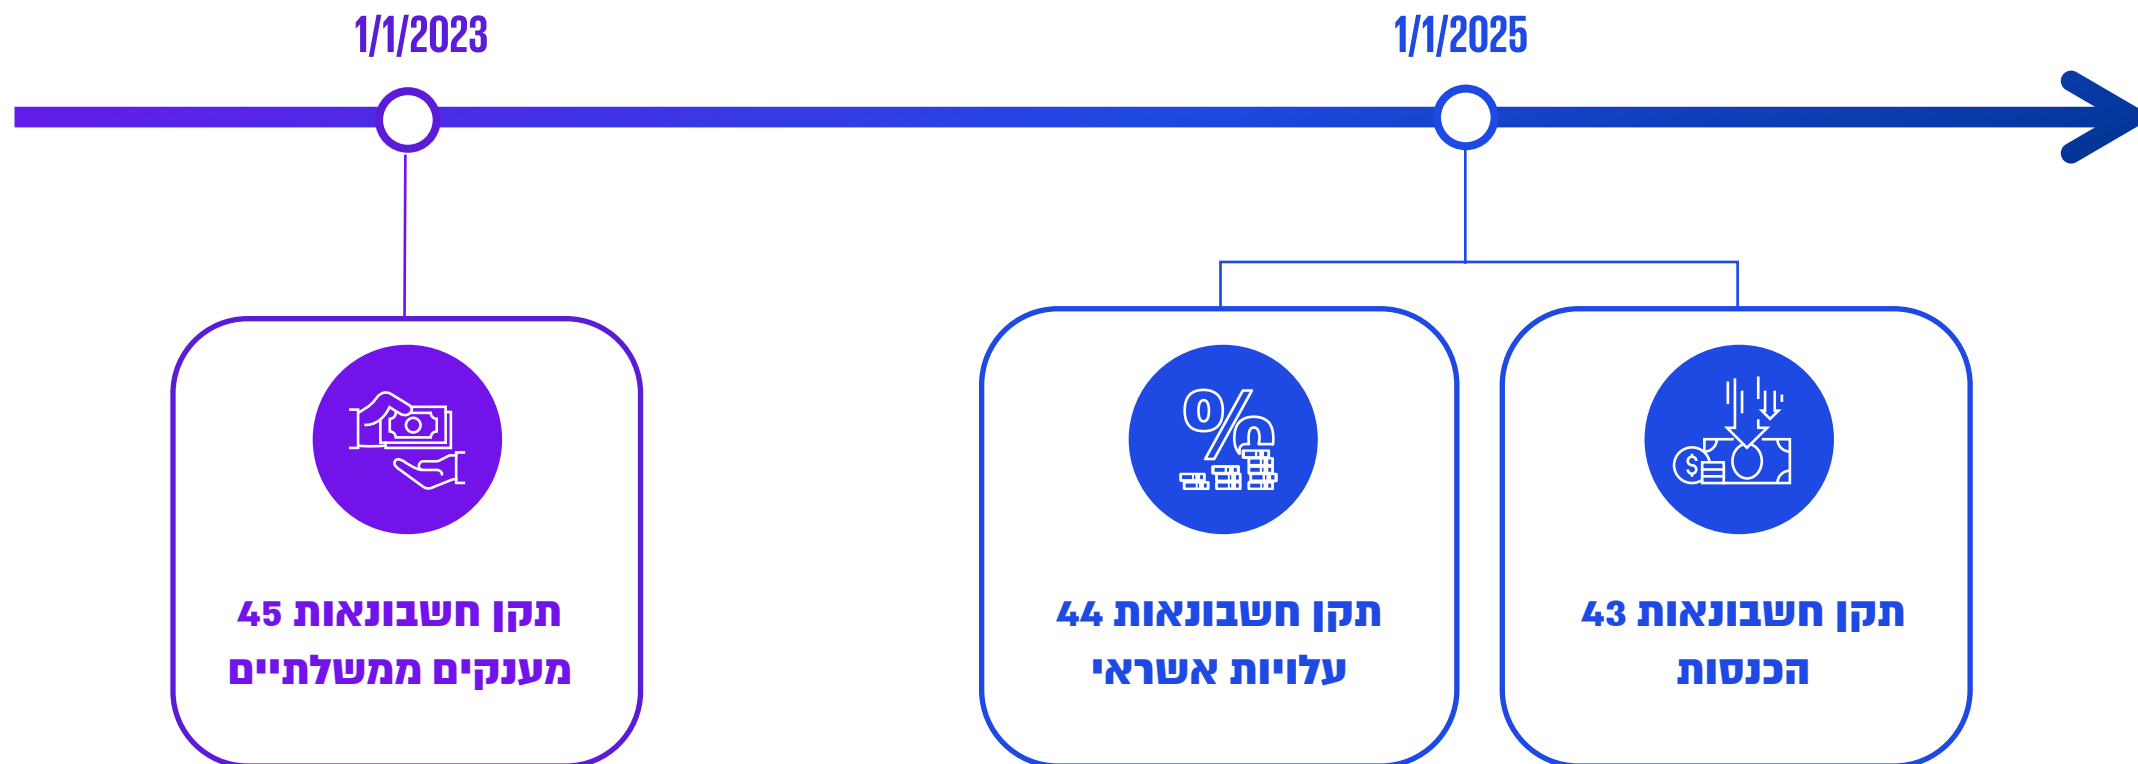 1/1/2023
1/1/2025
תקן חשבונאות 45
מענקים ממשלתיים
תקן חשבונאות 44
עלויות אשראי
תקן חשבונאות 43
הכנסות